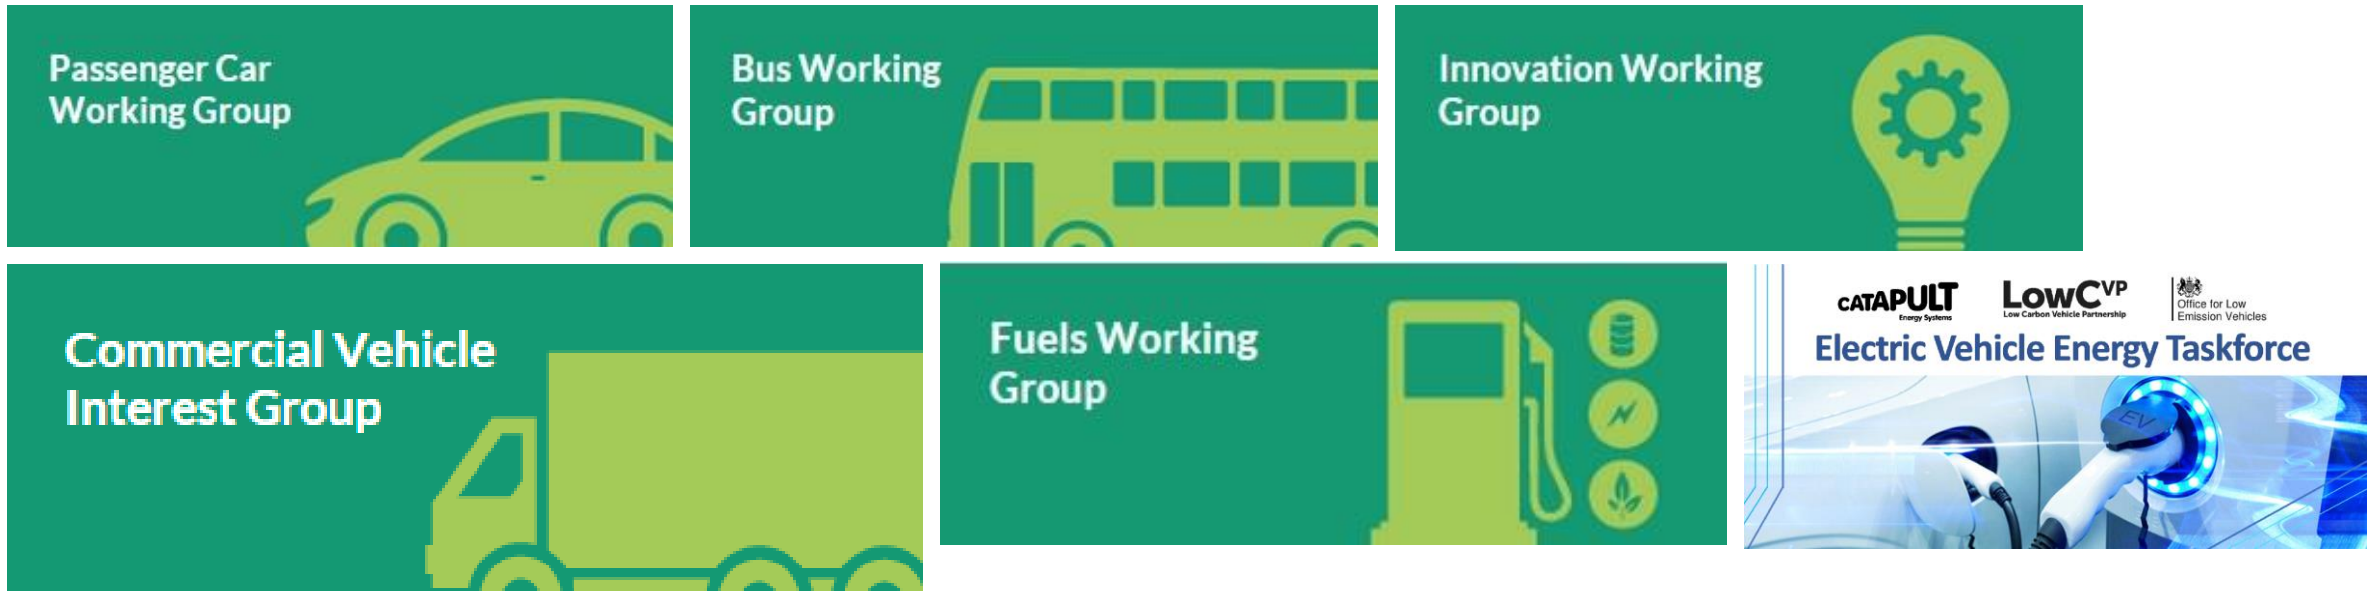 Passenger Car
Working Group
Bus Working
Group
Innovation Working
Group
Commercial Vehicle
Interest Group
Fuels Working
Group
CATAPULT
Energy Systems
LowCVP
Low Carbon Vehicle Partnership
Office for Low
Emission Vehicles
Electric Vehicle Energy Taskforce
EV